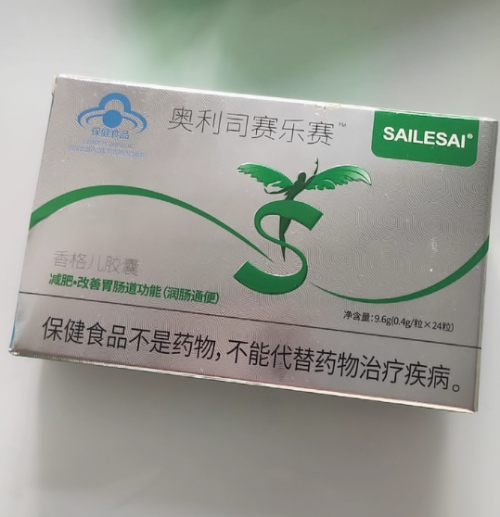 奥利司赛乐赛™
SAILESAI®
保健食品
香格儿胶囊
减肥·改善胃肠道功能(润肠通便)
净含量:9.6g(0.4g/粒×24粒)
保健食品不是药物,不能代替药物治疗疾病。